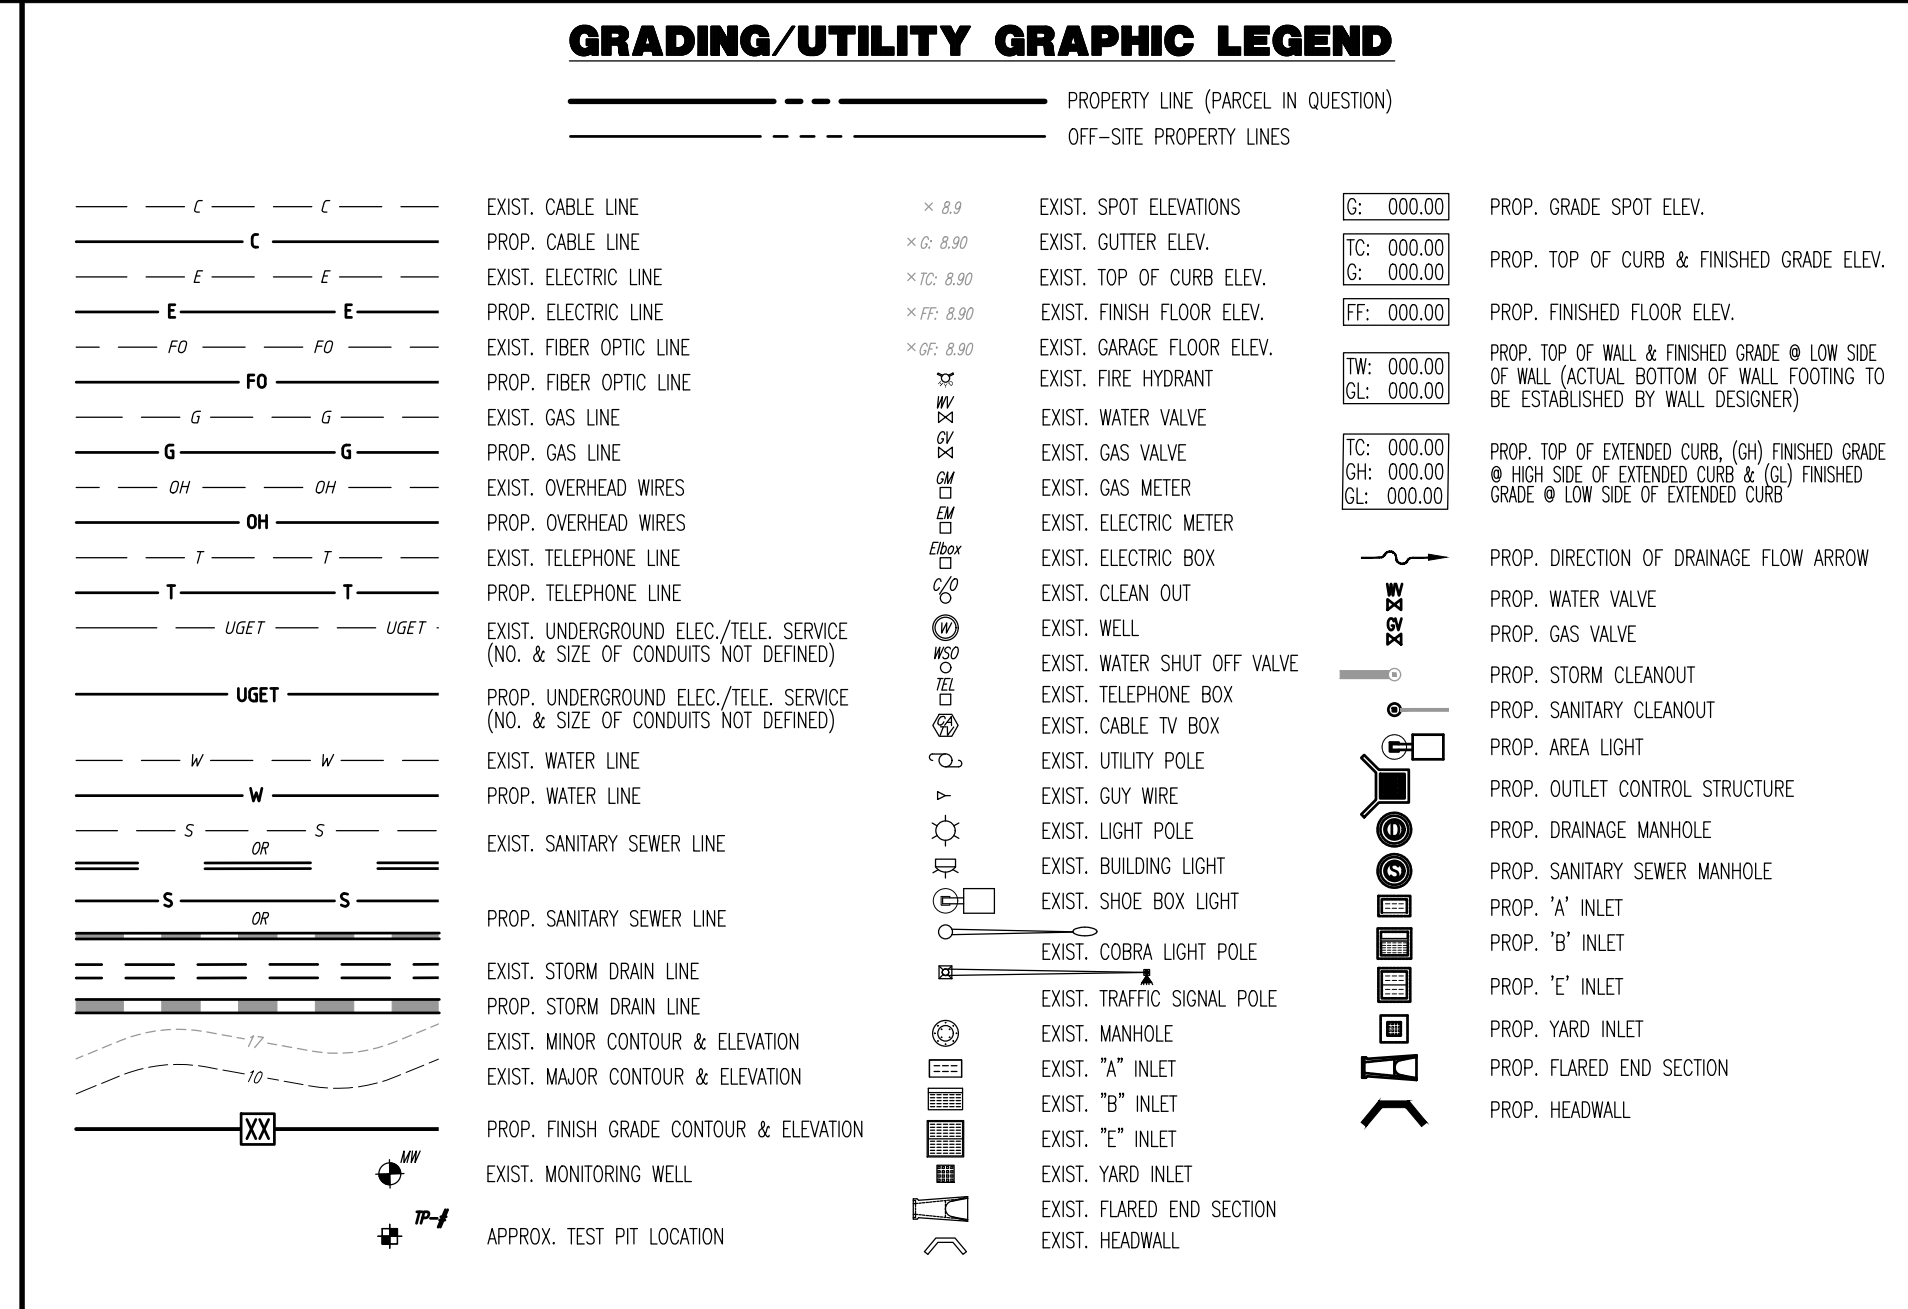 GRADING/UTILITY GRAPHIC LEGEND
PROPERTY LINE (PARCEL IN QUESTION)
OFF-SITE PROPERTY LINES
C C EXIST. CABLE LINE
C PROP. CABLE LINE
E E EXIST. ELECTRIC LINE
E E PROP. ELECTRIC LINE
FO FO EXIST. FIBER OPTIC LINE
FO PROP. FIBER OPTIC LINE
G G EXIST. GAS LINE
G G PROP. GAS LINE
OH OH EXIST. OVERHEAD WIRES
OH PROP. OVERHEAD WIRES
T T EXIST. TELEPHONE LINE
T T PROP. TELEPHONE LINE
UGET UGET EXIST. UNDERGROUND ELEC./TELE. SERVICE
(NO. & SIZE OF CONDUITS NOT DEFINED)
UGET PROP. UNDERGROUND ELEC./TELE. SERVICE
(NO. & SIZE OF CONDUITS NOT DEFINED)
W W EXIST. WATER LINE
W PROP. WATER LINE
S S
OR EXIST. SANITARY SEWER LINE
S S
OR PROP. SANITARY SEWER LINE
EXIST. STORM DRAIN LINE
PROP. STORM DRAIN LINE
17 EXIST. MINOR CONTOUR & ELEVATION
10 EXIST. MAJOR CONTOUR & ELEVATION
XX PROP. FINISH GRADE CONTOUR & ELEVATION
MW
EXIST. MONITORING WELL
TP-#
APPROX. TEST PIT LOCATION
× 8.9 EXIST. SPOT ELEVATIONS
× G: 8.90 EXIST. GUTTER ELEV.
× TC: 8.90 EXIST. TOP OF CURB ELEV.
× FF: 8.90 EXIST. FINISH FLOOR ELEV.
× GF: 8.90 EXIST. GARAGE FLOOR ELEV.
EXIST. FIRE HYDRANT
WV
EXIST. WATER VALVE
GV
EXIST. GAS VALVE
GM
EXIST. GAS METER
EM
EXIST. ELECTRIC METER
Elbox
EXIST. ELECTRIC BOX
C/O
EXIST. CLEAN OUT
W EXIST. WELL
WSO
EXIST. WATER SHUT OFF VALVE
TEL
EXIST. TELEPHONE BOX
CA
TV EXIST. CABLE TV BOX
EXIST. UTILITY POLE
EXIST. GUY WIRE
EXIST. LIGHT POLE
EXIST. BUILDING LIGHT
EXIST. SHOE BOX LIGHT
EXIST. COBRA LIGHT POLE
EXIST. TRAFFIC SIGNAL POLE
EXIST. MANHOLE
EXIST. "A" INLET
EXIST. "B" INLET
EXIST. "E" INLET
EXIST. YARD INLET
EXIST. FLARED END SECTION
EXIST. HEADWALL
G: 000.00 PROP. GRADE SPOT ELEV.
TC: 000.00
G: 000.00
PROP. TOP OF CURB & FINISHED GRADE ELEV.
FF: 000.00 PROP. FINISHED FLOOR ELEV.
TW: 000.00
GL: 000.00
PROP. TOP OF WALL & FINISHED GRADE @ LOW SIDE
OF WALL (ACTUAL BOTTOM OF WALL FOOTING TO
BE ESTABLISHED BY WALL DESIGNER)
TC: 000.00
GH: 000.00
GL: 000.00
PROP. TOP OF EXTENDED CURB, (GH) FINISHED GRADE
@ HIGH SIDE OF EXTENDED CURB & (GL) FINISHED
GRADE @ LOW SIDE OF EXTENDED CURB
PROP. DIRECTION OF DRAINAGE FLOW ARROW
WV
PROP. WATER VALVE
GV
PROP. GAS VALVE
PROP. STORM CLEANOUT
PROP. SANITARY CLEANOUT
PROP. AREA LIGHT
PROP. OUTLET CONTROL STRUCTURE
D PROP. DRAINAGE MANHOLE
S PROP. SANITARY SEWER MANHOLE
PROP. 'A' INLET
PROP. 'B' INLET
PROP. 'E' INLET
PROP. YARD INLET
PROP. FLARED END SECTION
PROP. HEADWALL